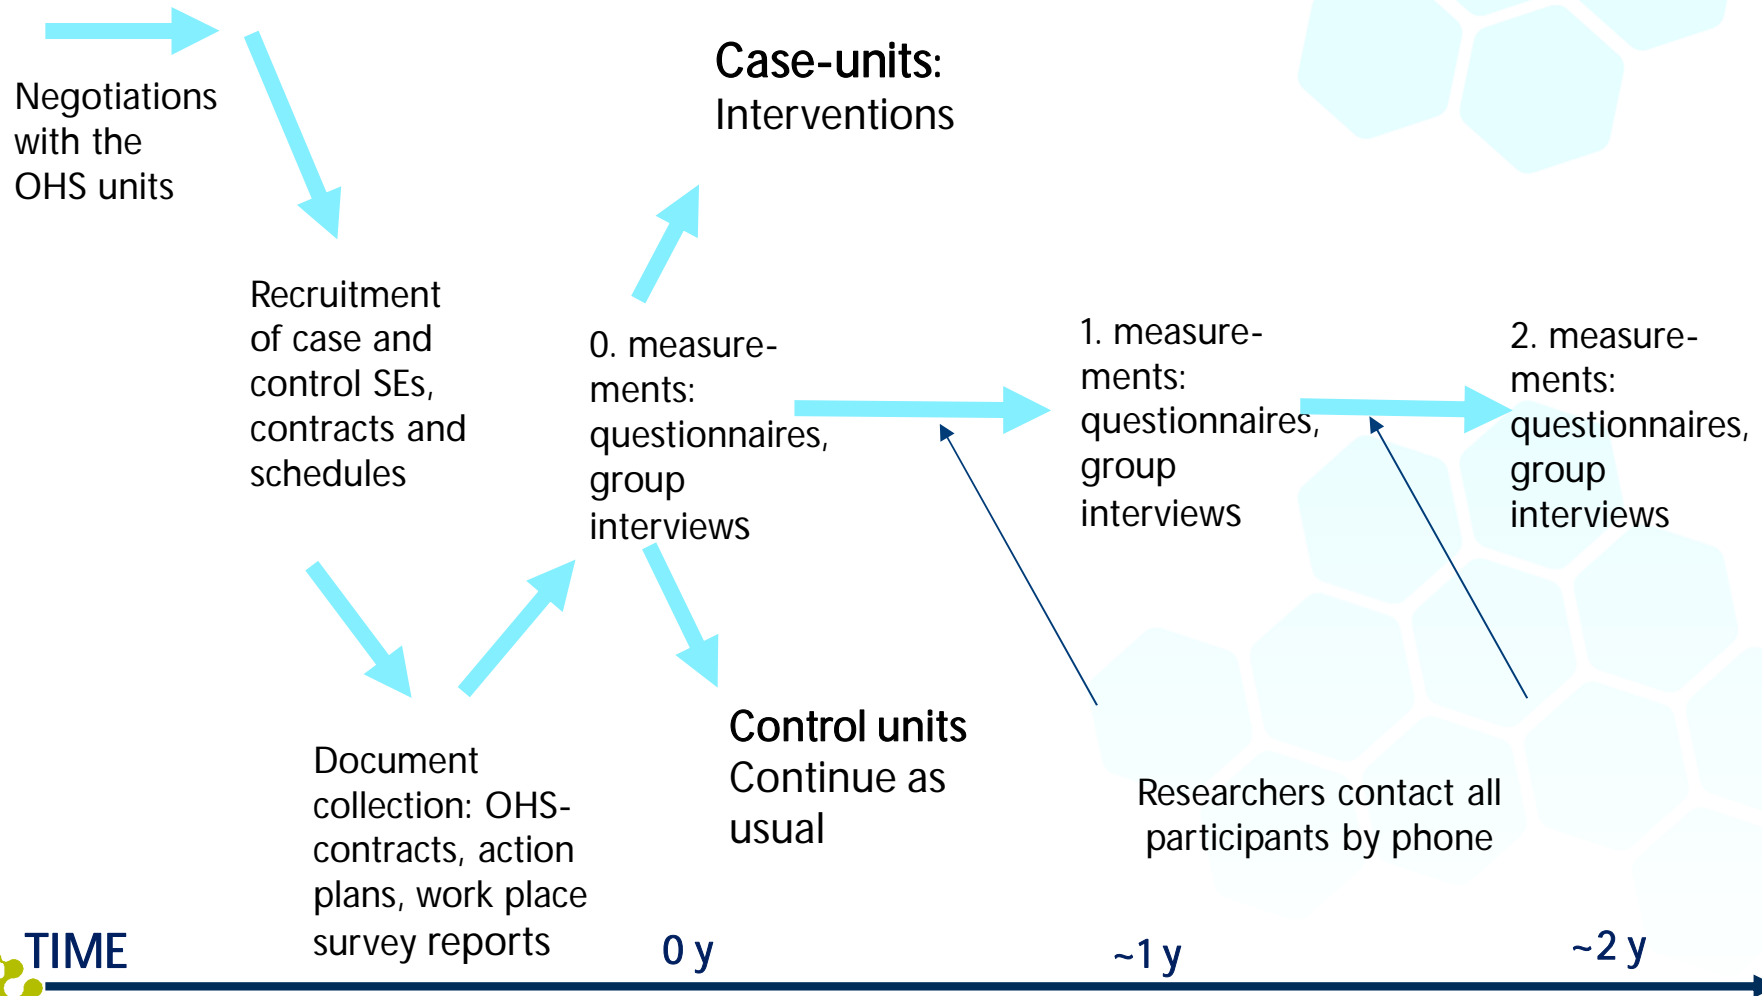 Negotiations
with the
OHS units
Case-units:
Interventions
Recruitment
of case and
control SEs,
contracts and
schedules
0. measure-
ments:
questionnaires,
group
interviews
1. measure-
ments:
questionnaires,
group
interviews
2. measure-
ments:
questionnaires,
group
interviews
Document
collection: OHS-
contracts, action
plans, work place
survey reports
Control units
Continue as
usual
Researchers contact all
participants by phone
TIME
0 y
~1 y
~2 y